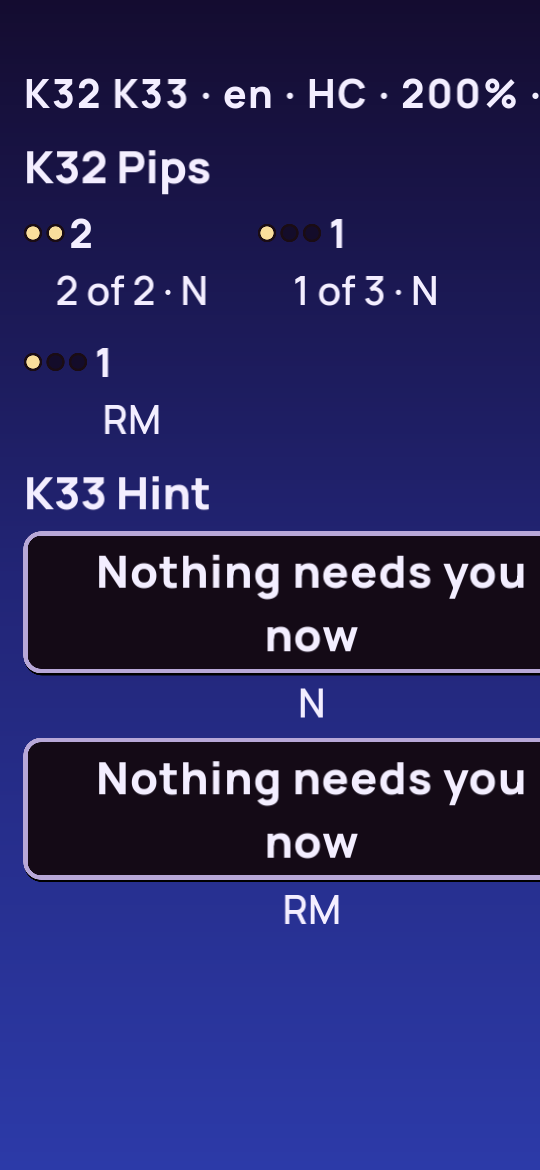 K32 K33 · en · HC · 200% ·
K32 Pips
2
1
2 of 2 · N
1 of 3 · N
1
RM
K33 Hint
Nothing needs you
now
N
Nothing needs you
now
RM